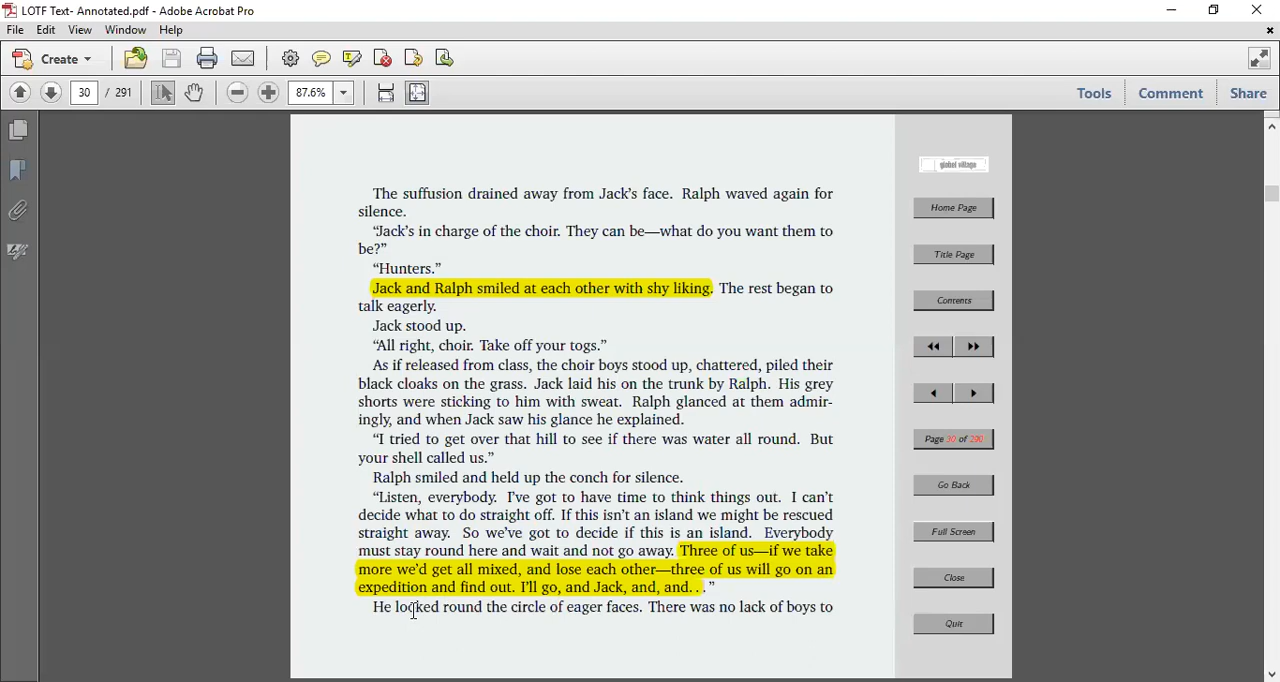 LOTF Text- Annotated.pdf - Adobe Acrobat Pro
File Edit View Window Help
Create
30 / 291 87.6% Tools Comment Share
global village
The suffusion drained away from Jack's face. Ralph waved again for
silence.
“Jack's in charge of the choir. They can be—what do you want them to
be?”
“Hunters.”
Jack and Ralph smiled at each other with shy liking. The rest began to
talk eagerly.
Jack stood up.
“All right, choir. Take off your togs.”
As if released from class, the choir boys stood up, chattered, piled their
black cloaks on the grass. Jack laid his on the trunk by Ralph. His grey
shorts were sticking to him with sweat. Ralph glanced at them admir-
ingly, and when Jack saw his glance he explained.
“I tried to get over that hill to see if there was water all round. But
your shell called us.”
Ralph smiled and held up the conch for silence.
“Listen, everybody. I've got to have time to think things out. I can't
decide what to do straight off. If this isn't an island we might be rescued
straight away. So we've got to decide if this is an island. Everybody
must stay round here and wait and not go away. Three of us—if we take
more we'd get all mixed, and lose each other—three of us will go on an
expedition and find out. I'll go, and Jack, and, and. . .”
He looked round the circle of eager faces. There was no lack of boys to
Home Page
Title Page
Contents
Page 30 of 290
Go Back
Full Screen
Close
Quit